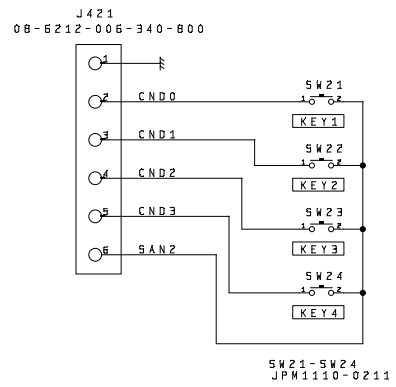 J421
08-6212-006-340-800
1
2 CND0
3 CND1
4 CND2
5 CND3
6 SAN2
SW21
1 2
KEY1
SW22
1 2
KEY2
SW23
1 2
KEY3
SW24
1 2
KEY4
SW21-SW24
JPM1110-0211